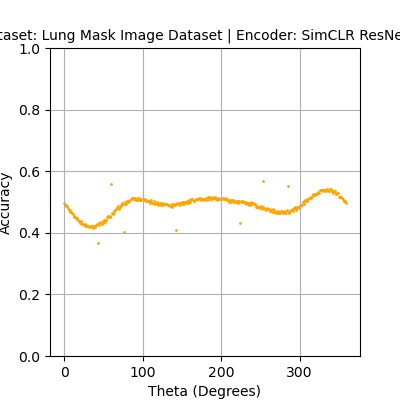 taset: Lung Mask Image Dataset | Encoder: SimCLR ResNe
1.0
0.8
0.6
0.4
0.2
0.0
Accuracy
0 100 200 300
Theta (Degrees)